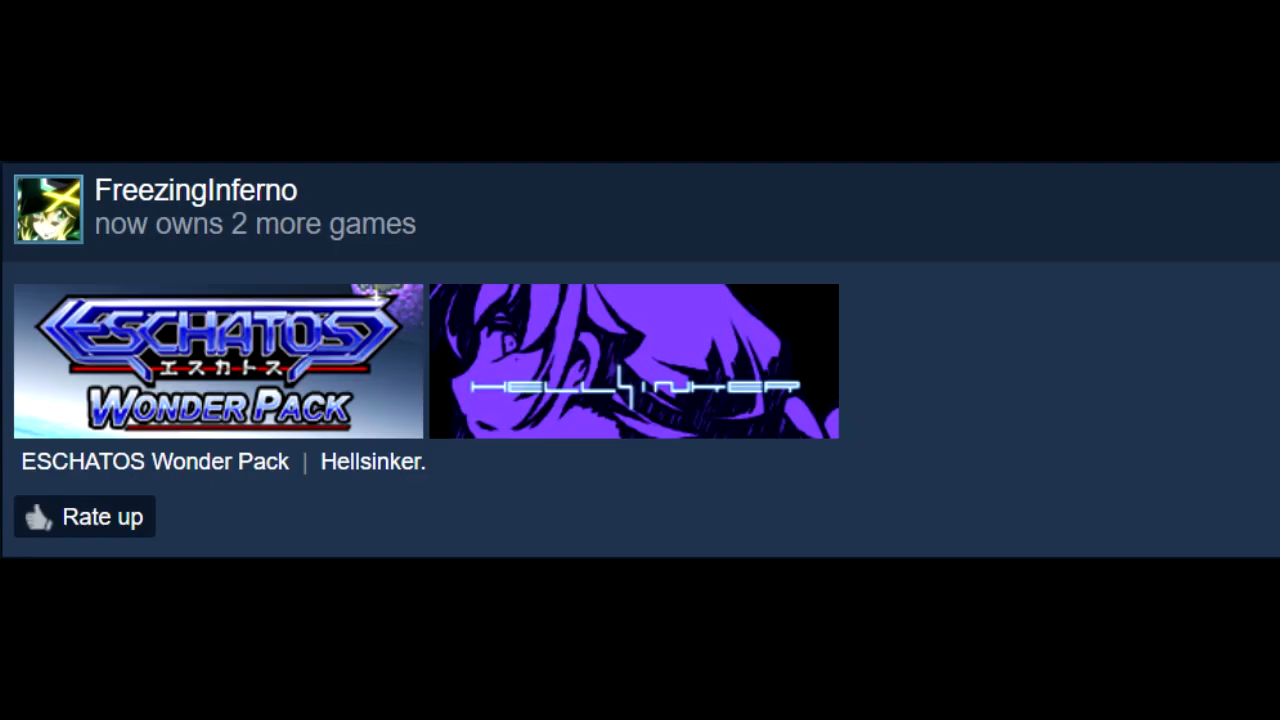 FreezingInferno
now owns 2 more games
ESCHATOS
エスカトス
WONDER PACK
HELLSINKER
ESCHATOS Wonder Pack | Hellsinker.
Rate up